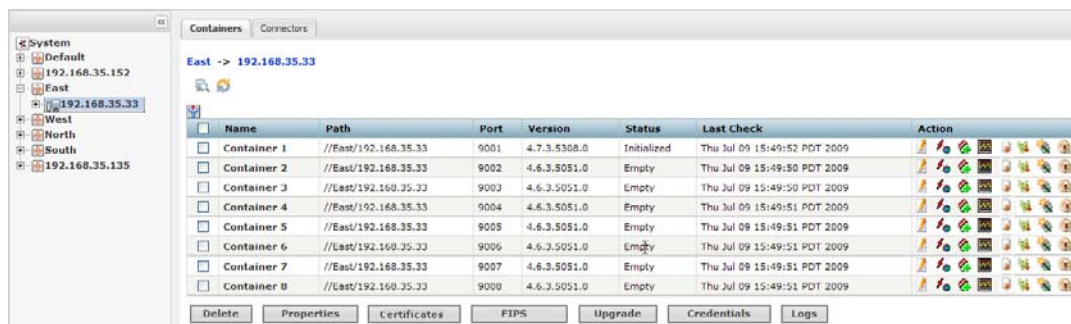 Containers Connectors
System
Default
192.168.35.152
East
192.168.35.33
West
North
South
192.168.35.135
East -> 192.168.35.33
Name Path Port Version Status Last Check Action
Container 1 //East/192.168.35.33 9001 4.7.3.5308.0 Initialized Thu Jul 09 15:49:52 PDT 2009
Container 2 //East/192.168.35.33 9002 4.6.3.5051.0 Empty Thu Jul 09 15:49:50 PDT 2009
Container 3 //East/192.168.35.33 9003 4.6.3.5051.0 Empty Thu Jul 09 15:49:50 PDT 2009
Container 4 //East/192.168.35.33 9004 4.6.3.5051.0 Empty Thu Jul 09 15:49:51 PDT 2009
Container 5 //East/192.168.35.33 9005 4.6.3.5051.0 Empty Thu Jul 09 15:49:51 PDT 2009
Container 6 //East/192.168.35.33 9006 4.6.3.5051.0 Empty Thu Jul 09 15:49:51 PDT 2009
Container 7 //East/192.168.35.33 9007 4.6.3.5051.0 Empty Thu Jul 09 15:49:51 PDT 2009
Container 8 //East/192.168.35.33 9008 4.6.3.5051.0 Empty Thu Jul 09 15:49:51 PDT 2009
Delete Properties Certificates FIPS Upgrade Credentials Logs